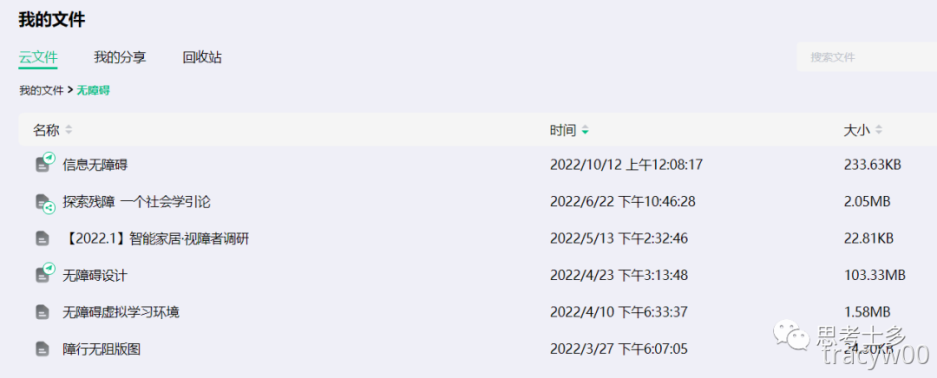 我的文件
云文件 我的分享 回收站 搜索文件
我的文件 > 无障碍
名称 时间 大小
信息无障碍 2022/10/12 上午12:08:17 233.63KB
探索残障 一个社会学引论 2022/6/22 下午10:46:28 2.05MB
【2022.1】智能家居·视障者调研 2022/5/13 下午2:32:46 22.81KB
无障碍设计 2022/4/23 下午3:13:48 103.33MB
无障碍虚拟学习环境 2022/4/10 下午6:33:37 1.58MB
障行无阻版图 2022/3/27 下午6:07:05 24.30KB
思考士多
tracyw00